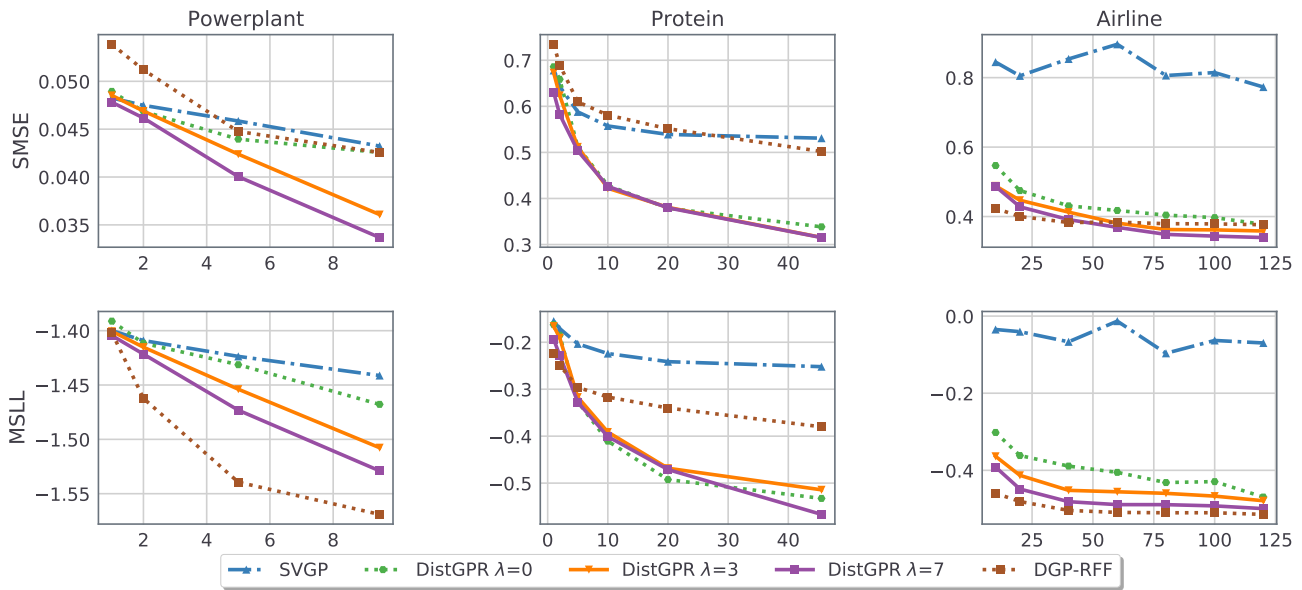 Powerplant
Protein
Airline
SMSE
0.050
0.045
0.040
0.035
2 4 6 8
0.7
0.6
0.5
0.4
0.3
0 10 20 30 40
0.8
0.6
0.4
25 50 75 100 125
MSLL
−1.40
−1.45
−1.50
−1.55
2 4 6 8
−0.2
−0.3
−0.4
−0.5
0 10 20 30 40
0.0
−0.2
−0.4
25 50 75 100 125
SVGP DistGPR λ=0 DistGPR λ=3 DistGPR λ=7 DGP-RFF